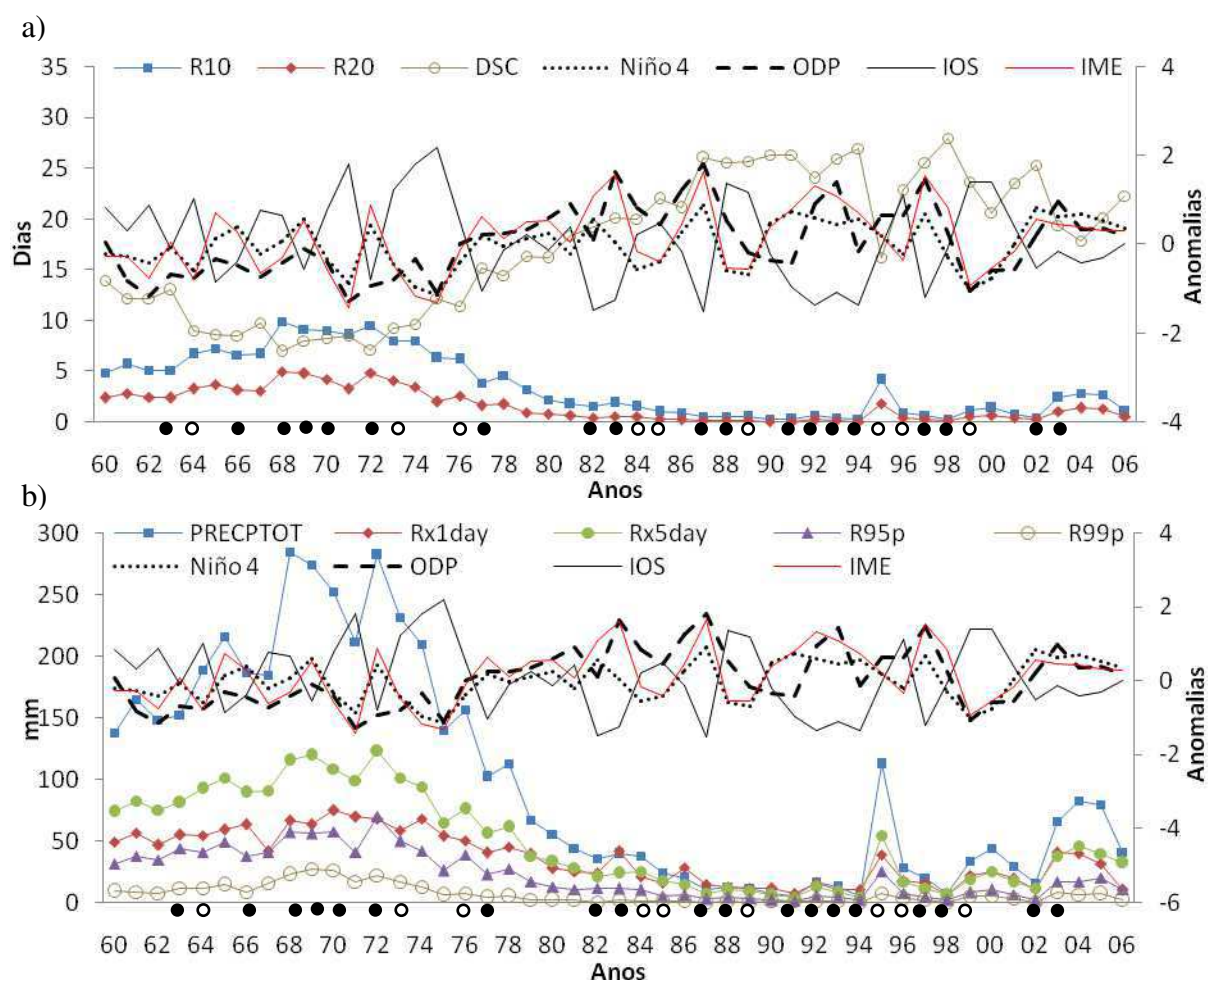 a)
R10 R20 DSC Niño 4 ODP IOS IME
35
30
25
20
15
10
5
0
Dias
4
2
0
-2
-4
Anomalias
60 62 64 66 68 70 72 74 76 78 80 82 84 86 88 90 92 94 96 98 00 02 04 06
Anos
b)
PRECPTOT Rx1day Rx5day R95p R99p
Niño 4 ODP IOS IME
300
250
200
150
100
50
0
mm
4
2
0
-2
-4
-6
Anomalias
60 62 64 66 68 70 72 74 76 78 80 82 84 86 88 90 92 94 96 98 00 02 04 06
Anos